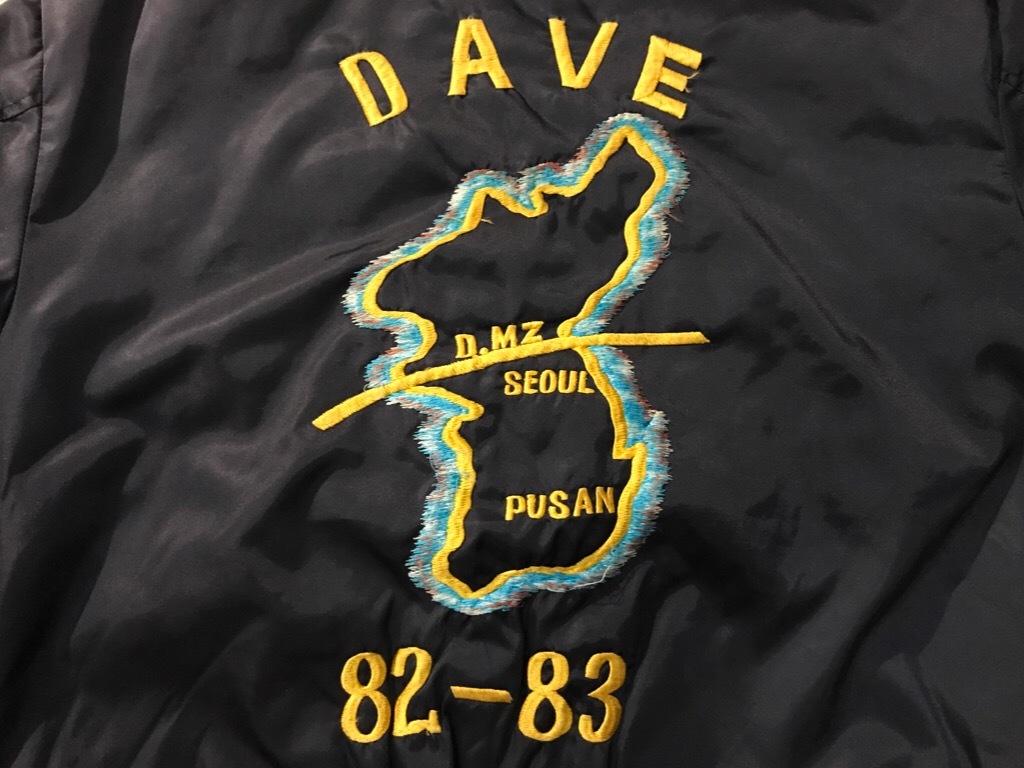 DAVE
D.MZ
SEOUL
PUSAN
82-83